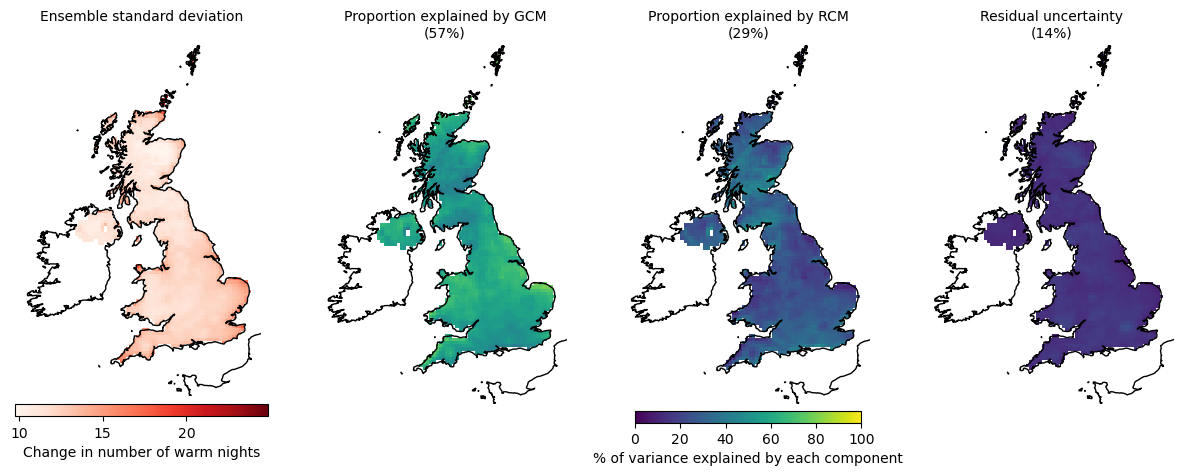 Ensemble standard deviation
Proportion explained by GCM
(57%)
Proportion explained by RCM
(29%)
Residual uncertainty
(14%)
10 15 20
Change in number of warm nights
0 20 40 60 80 100
% of variance explained by each component